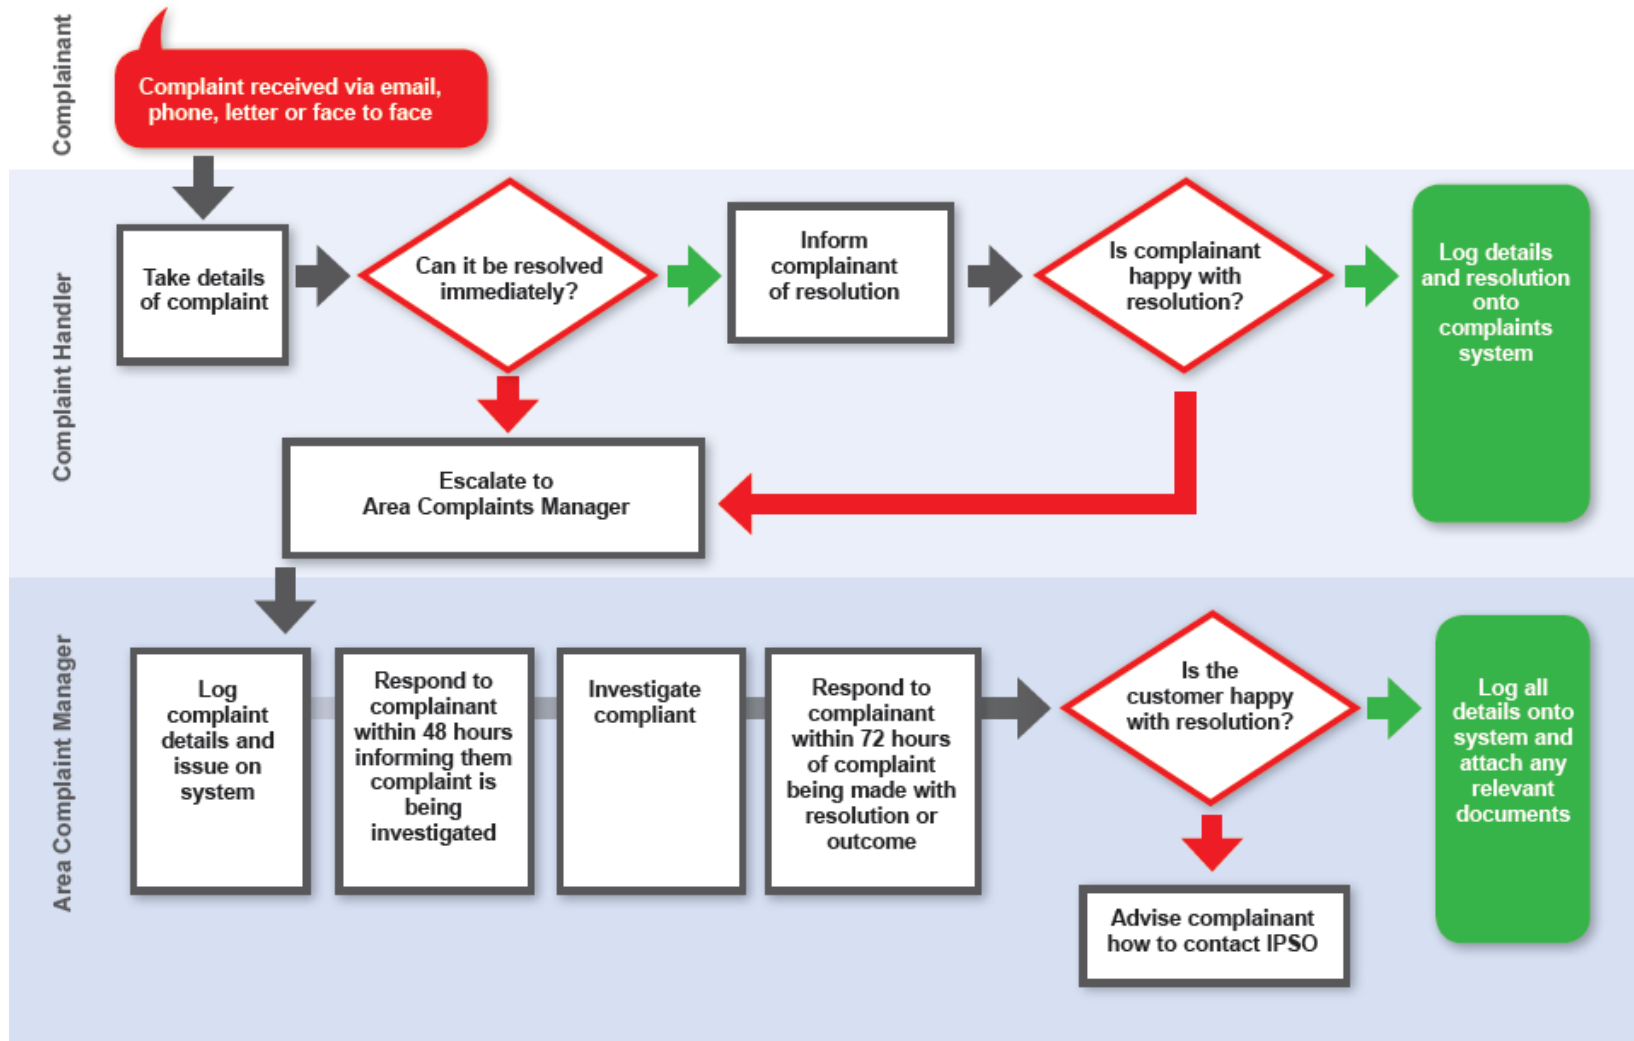 Complainant
Complaint received via email,
phone, letter or face to face
Complaint Handler
Take details
of complaint
Can it be resolved
immediately?
Inform
complainant
of resolution
Is complainant
happy with
resolution?
Log details
and resolution
onto
complaints
system
Escalate to
Area Complaints Manager
Area Complaint Manager
Log
complaint
details and
issue on
system
Respond to
complainant
within 48 hours
informing them
complaint is
being
investigated
Investigate
compliant
Respond to
complainant
within 72 hours
of complaint
being made with
resolution or
outcome
Is the
customer happy
with resolution?
Log all
details onto
system and
attach any
relevant
documents
Advise complainant
how to contact IPSO